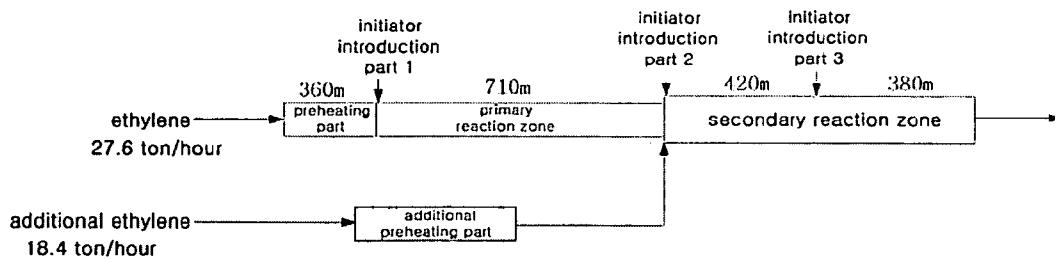 initiator
introduction
part 1
initiator
introduction
part 2
Initiator
introduction
part 3
360m
710m
420m
380m
preheating
part
primary
reaction zone
secondary reaction zone
ethylene
27.6 ton/hour
additional ethylene
18.4 ton/hour
additional
preheating part